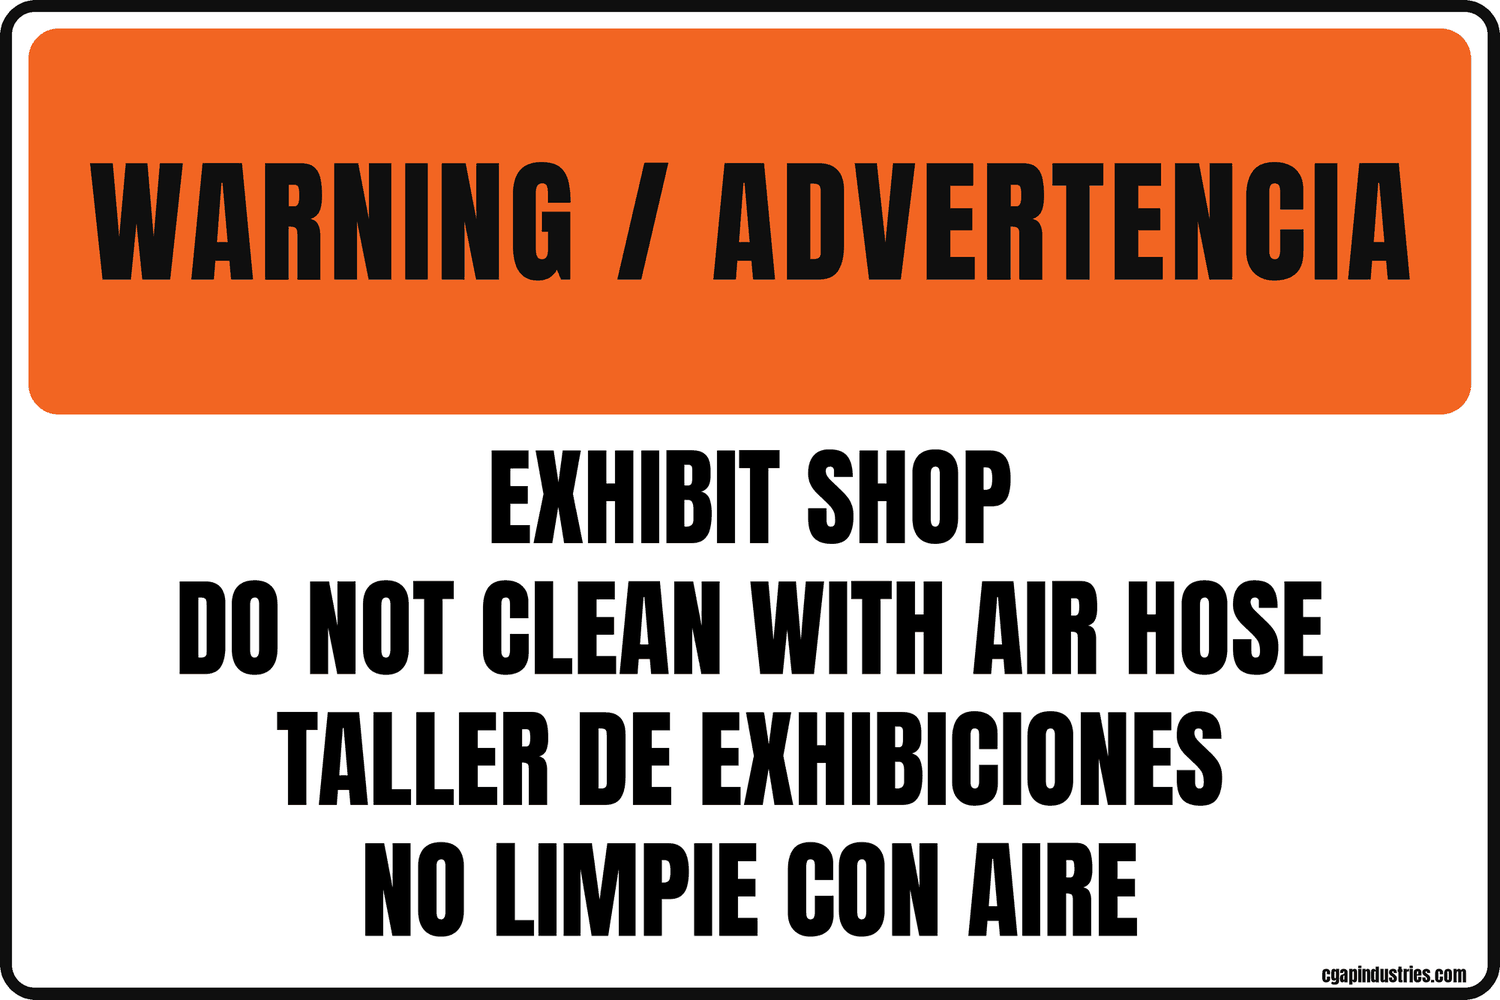 WARNING / ADVERTENCIA
EXHIBIT SHOP
DO NOT CLEAN WITH AIR HOSE
TALLER DE EXHIBICIONES
NO LIMPIE CON AIRE
cgapindustries.com